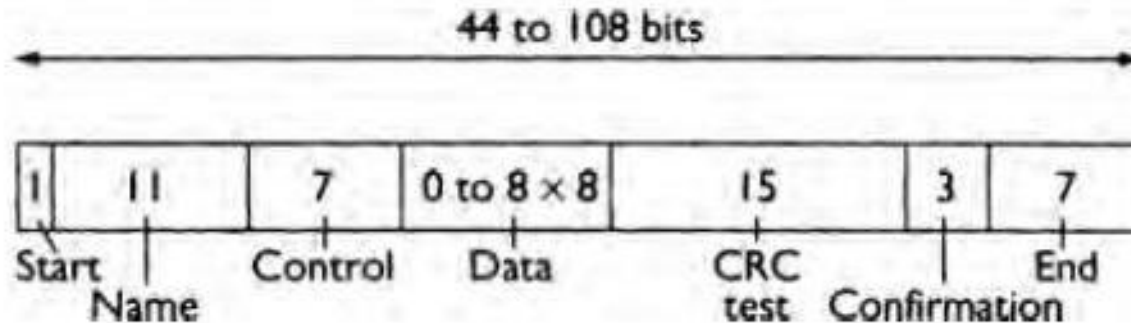 44 to 108 bits
1 11 7 0 to 8 × 8 15 3 7
Start Control Data CRC End
Name test Confirmation